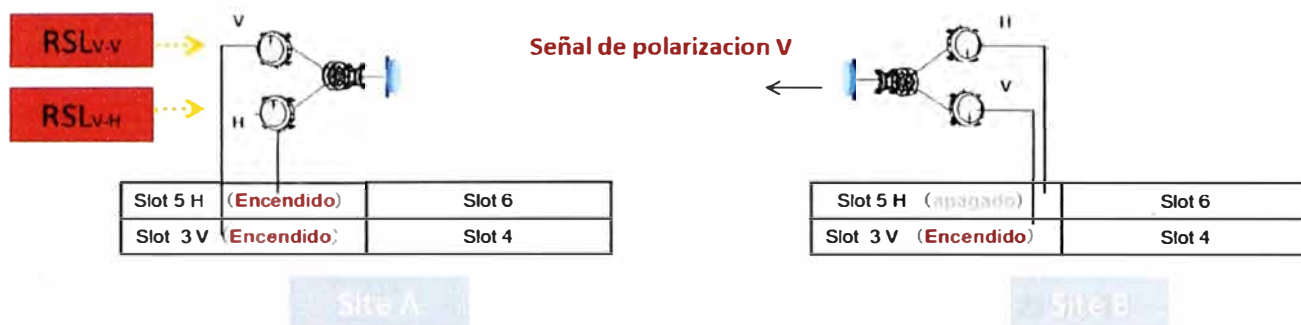 V
RSLV-V
RSLV-H
H
Señal de polarizacion V
←
H
V
Slot 5 H (Encendido) Slot 6
Slot 3 V (Encendido) Slot 4
Slot 5 H (apagado) Slot 6
Slot 3 V (Encendido) Slot 4
Site A
Site B